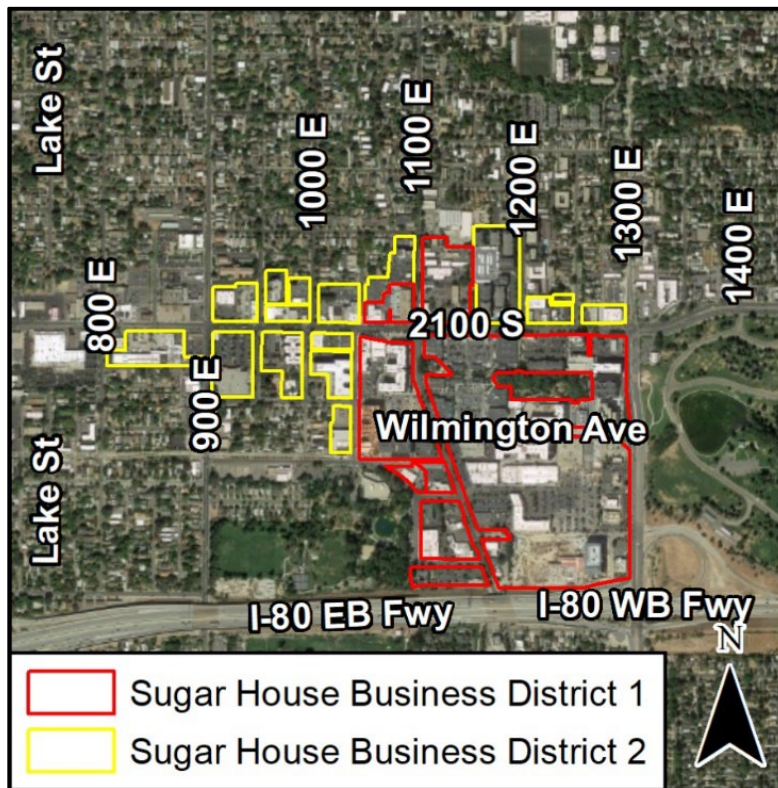 Lake St
1000 E
1100 E
1200 E
1300 E
1400 E
800 E
2100 S
900 E
Wilmington Ave
Lake St
I-80 EB Fwy
I-80 WB Fwy
N
Sugar House Business District 1
Sugar House Business District 2